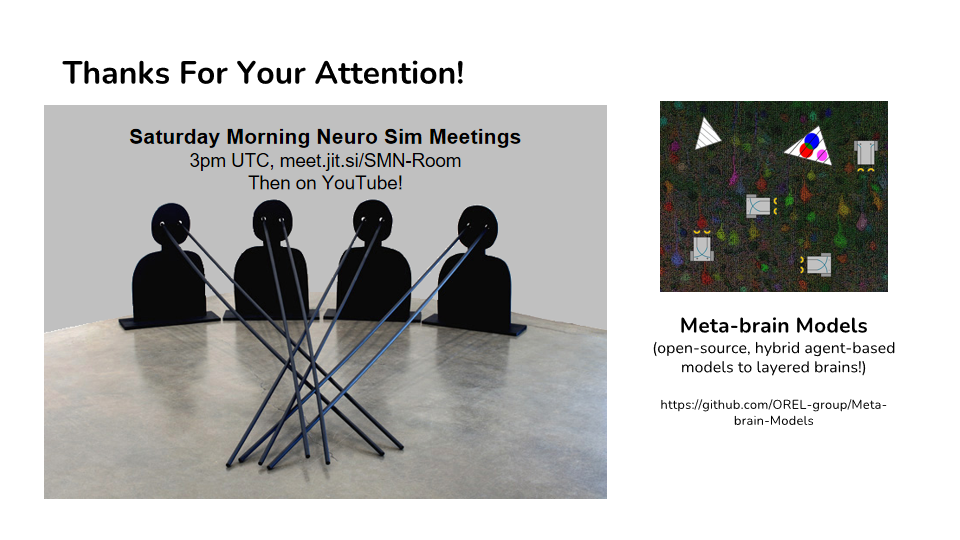 Thanks For Your Attention!
Saturday Morning Neuro Sim Meetings
3pm UTC, meet.jit.si/SMN-Room
Then on YouTube!
Meta-brain Models
(open-source, hybrid agent-based
models to layered brains!)
https://github.com/OREL-group/Meta-
brain-Models